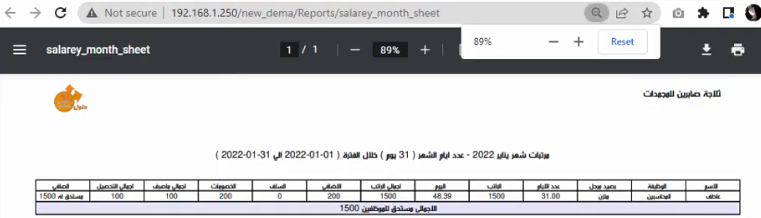 Not secure | 192.168.1.250/new_dema/Reports/salarey_month_sheet
89% − + Reset
salarey_month_sheet 1 / 1 − 89% +
ثلاجة صابرين للمجمدات
مرتبات شهر يناير 2022 - عدد ايام الشهر ( 31 يوم ) خلال الفترة ( 01-01-2022 الي 31-01-2022 )
الاسم الوظيفة رصيد مرحل عدد الايام الراتب اليوم اجمالي الراتب الاضافي السلف الخصومات اجمالي ماصرف اجمالي التحصيل الصافي
عاطف المحاسبين متزن 31.00 1500 48.39 1500 200 0 200 100 100 مستحق له 1500
الاجمالي مستحق للموظفين 1500